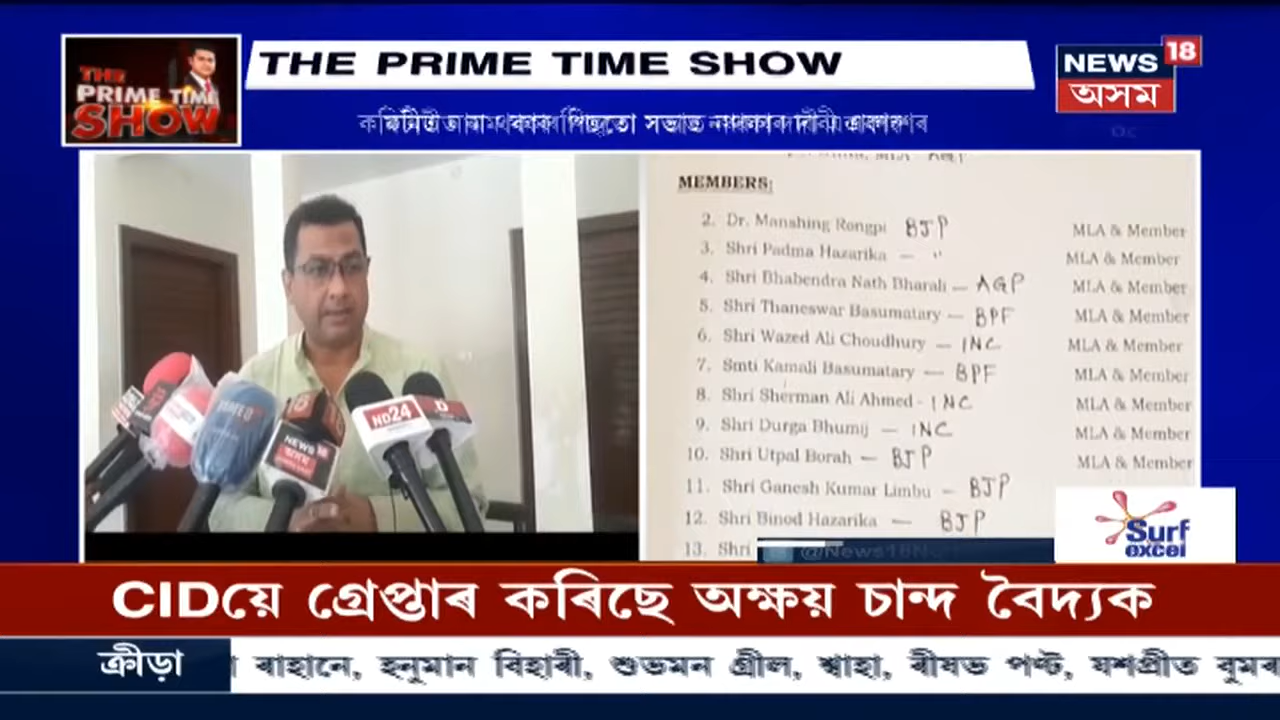 THE PRIME TIME SHOW
THE PRIME TIME SHOW
NEWS 18
অসম
MEMBERS:
2. Dr. Manshing Rongpi BJP MLA & Member
3. Shri Padma Hazarika — " MLA & Member
4. Shri Bhabendra Nath Bharali — AGP MLA & Member
5. Shri Thaneswar Basumatary — BPF MLA & Member
6. Shri Wazed Ali Choudhury — INC MLA & Member
7. Smti Kamali Basumatary — BPF MLA & Member
8. Shri Sherman Ali Ahmed - INC MLA & Member
9. Shri Durga Bhumij — INC MLA & Member
10. Shri Utpal Borah — BJP MLA & Member
11. Shri Ganesh Kumar Limbu — BJP
12. Shri Binod Hazarika — BJP
13. Shri
ND24
NEWS 18
অসম
Surf excel
CIDয়ে গ্ৰেপ্তাৰ কৰিছে অক্ষয় চান্দ বৈদ্যক
ক্ৰীড়া ৰাহানে, হনুমান বিহাৰী, শুভমন গ্ৰীল, শ্বাহা, ৰীষভ পণ্ট, যশপ্ৰীত বুমৰা